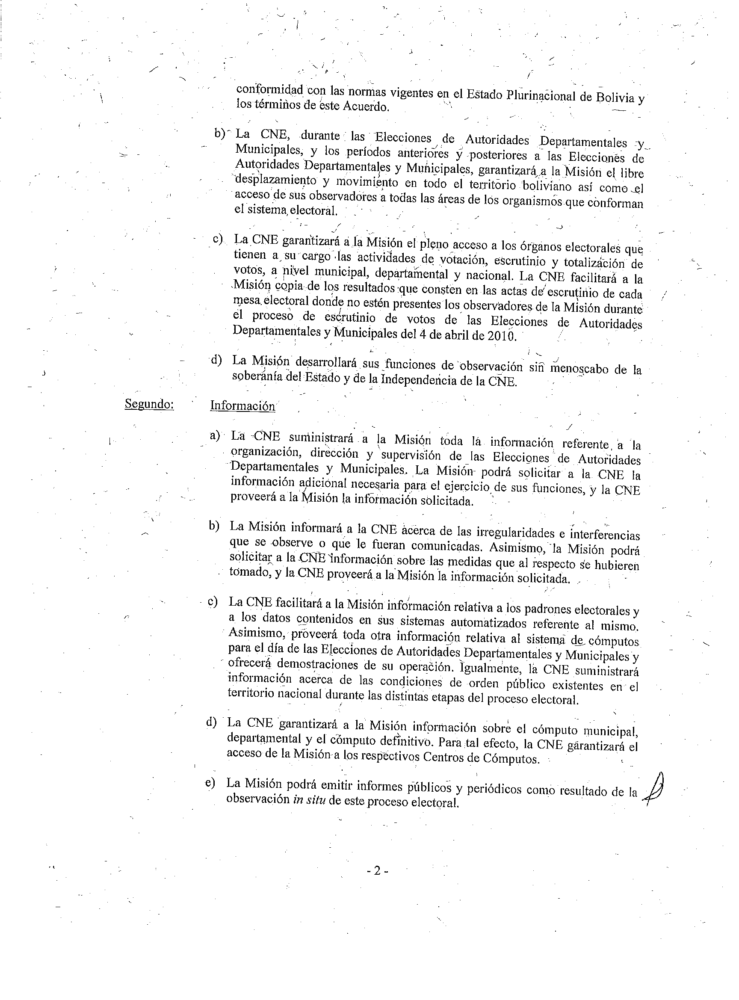 conformidad con las normas vigentes en el Estado Plurinacional de Bolivia y
los términos de este Acuerdo.
b) La CNE, durante las Elecciones de Autoridades Departamentales y
Municipales, y los períodos anteriores y posteriores a las Elecciones de
Autoridades Departamentales y Municipales, garantizará a la Misión el libre
desplazamiento y movimiento en todo el territorio boliviano así como el
acceso de sus observadores a todas las áreas de los organismos que conforman
el sistema electoral.
c) La CNE garantizará a la Misión el pleno acceso a los órganos electorales que
tienen a su cargo las actividades de votación, escrutinio y totalización de
votos, a nivel municipal, departamental y nacional. La CNE facilitará a la
Misión copia de los resultados que consten en las actas de escrutinio de cada
mesa electoral donde no estén presentes los observadores de la Misión durante
el proceso de escrutinio de votos de las Elecciones de Autoridades
Departamentales y Municipales del 4 de abril de 2010.
d) La Misión desarrollará sus funciones de observación sin menoscabo de la
soberanía del Estado y de la Independencia de la CNE.
Segundo: Información
a) La CNE suministrará a la Misión toda la información referente a la
organización, dirección y supervisión de las Elecciones de Autoridades
Departamentales y Municipales. La Misión podrá solicitar a la CNE la
información adicional necesaria para el ejercicio de sus funciones, y la CNE
proveerá a la Misión la información solicitada.
b) La Misión informará a la CNE acerca de las irregularidades e interferencias
que se observe o que le fueran comunicadas. Asimismo, la Misión podrá
solicitar a la CNE información sobre las medidas que al respecto se hubieren
tomado, y la CNE proveerá a la Misión la información solicitada.
c) La CNE facilitará a la Misión información relativa a los padrones electorales y
a los datos contenidos en sus sistemas automatizados referente al mismo.
Asimismo, proveerá toda otra información relativa al sistema de cómputos
para el día de las Elecciones de Autoridades Departamentales y Municipales y
ofrecerá demostraciones de su operación. Igualmente, la CNE suministrará
información acerca de las condiciones de orden público existentes en el
territorio nacional durante las distintas etapas del proceso electoral.
d) La CNE garantizará a la Misión información sobre el cómputo municipal,
departamental y el cómputo definitivo. Para tal efecto, la CNE garantizará el
acceso de la Misión a los respectivos Centros de Cómputos.
e) La Misión podrá emitir informes públicos y periódicos como resultado de la
observación in situ de este proceso electoral.
- 2 -